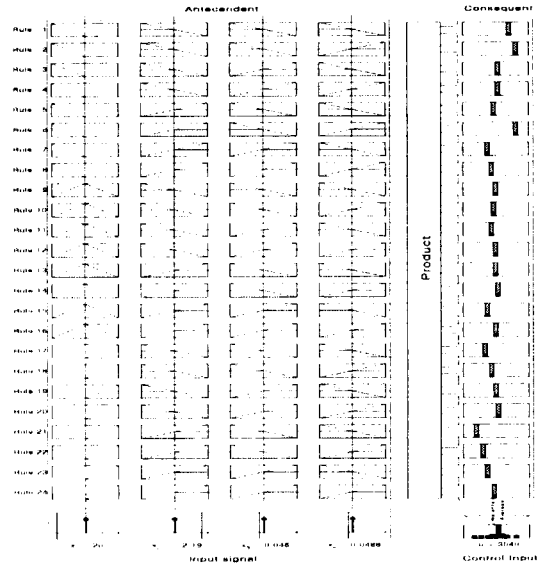 Antecendent Consequent
Rule 1
Rule 2
Rule 3
Rule 4
Rule 5
Rule 6
Rule 7
Rule 8
Rule 9
Rule 10
Rule 11
Rule 12
Rule 13
Rule 14
Rule 15
Rule 16
Rule 17
Rule 18
Rule 19
Rule 20
Rule 21
Rule 22
Rule 23
Rule 24
Product
Input signal Control Input